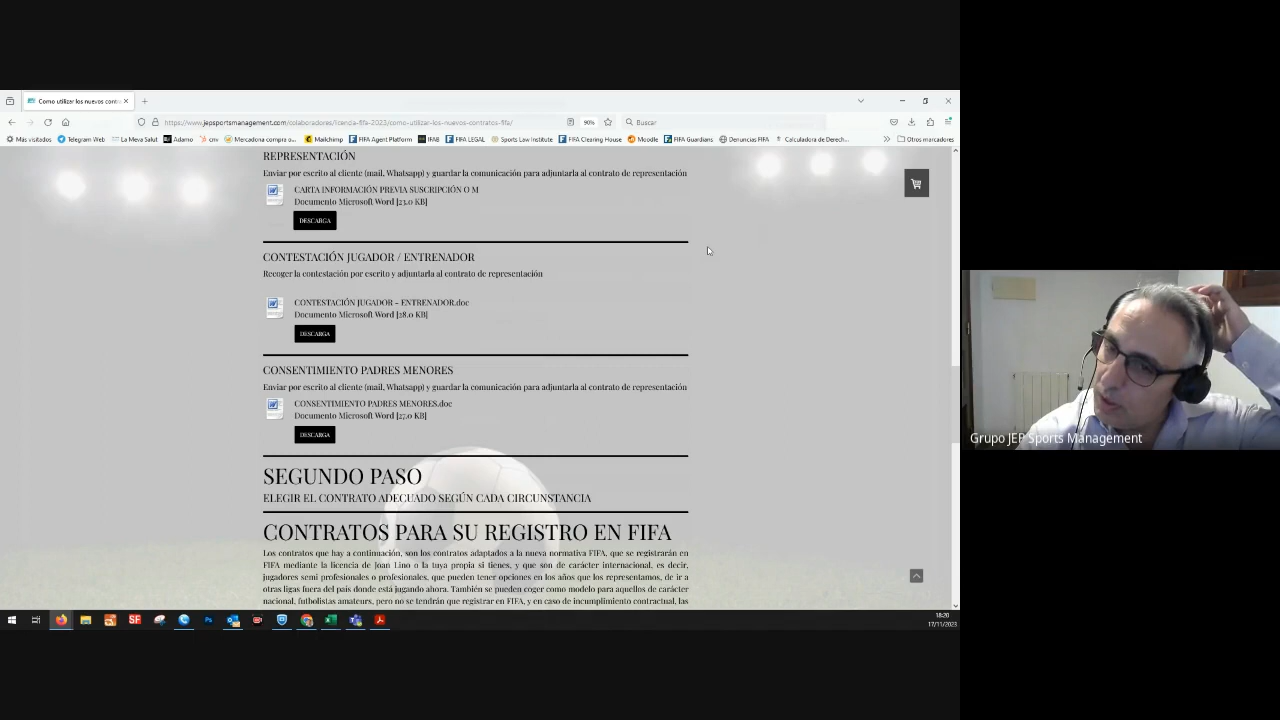 Como utilizar los nuevos contr
https://www.jepsportsmanagement.com/colaboradores/licencia-fifa-2023/como-utilizar-los-nuevos-contratos-fifa/
90%
Buscar
Más visitados
Telegram Web
La Meva Salut
Adamo
crm
Mercadona compra o...
Mailchimp
FIFA Agent Platform
IFAB
FIFA LEGAL
Sports Law Institute
FIFA Clearing House
Moodle
FIFA Guardians
Denuncias FIFA
Calculadora de Derech...
Otros marcadores
REPRESENTACIÓN
Enviar por escrito al cliente (mail, Whatsapp) y guardar la comunicación para adjuntarla al contrato de representación
CARTA INFORMACIÓN PREVIA SUSCRIPCIÓN O M
Documento Microsoft Word [23.0 KB]
DESCARGA
CONTESTACIÓN JUGADOR / ENTRENADOR
Recoger la contestación por escrito y adjuntarla al contrato de representación
CONTESTACIÓN JUGADOR – ENTRENADOR.doc
Documento Microsoft Word [28.0 KB]
DESCARGA
CONSENTIMIENTO PADRES MENORES
Enviar por escrito al cliente (mail, Whatsapp) y guardar la comunicación para adjuntarla al contrato de representación
CONSENTIMIENTO PADRES MENORES.doc
Documento Microsoft Word [27.0 KB]
DESCARGA
SEGUNDO PASO
ELEGIR EL CONTRATO ADECUADO SEGÚN CADA CIRCUNSTANCIA
CONTRATOS PARA SU REGISTRO EN FIFA
Los contratos que hay a continuación, son los contratos adaptados a la nueva normativa FIFA, que se registrarán en
FIFA mediante la licencia de Joan Lino o la tuya propia si tienes, y que son de carácter internacional, es decir,
jugadores semi profesionales o profesionales, que pueden tener opciones en los años que los representamos, de ir a
otras ligas fuera del país donde está jugando ahora. También se pueden coger como modelo para aquellos de carácter
nacional, futbolistas amateurs, pero no se tendrán que registrar en FIFA, y en caso de incumplimiento contractual, las
SF
18:20
17/11/2023
Grupo JEP Sports Management